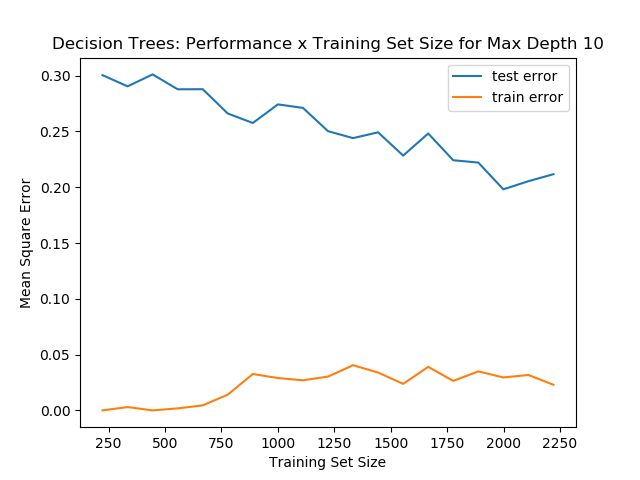 Decision Trees: Performance x Training Set Size for Max Depth 10
test error
train error
0.30
0.25
0.20
0.15
0.10
0.05
0.00
Mean Square Error
250 500 750 1000 1250 1500 1750 2000 2250
Training Set Size